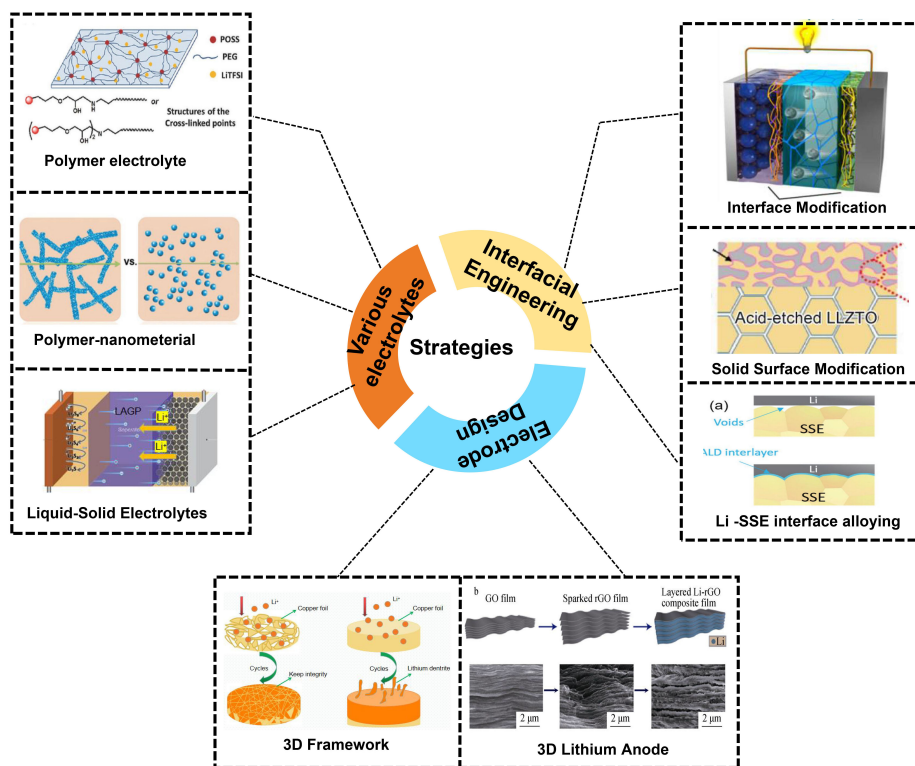 POSS
PEG
LiTFSI
OH
or
OH
2
Structures of the
Cross-linked points
Polymer electrolyte
vs.
Polymer-nanometerial
LAGP
Li⁺
Li⁺
Liquid-Solid Electrolytes
Various
electrolytes
Strategies
Interfacial
Engineering
Electrode
Design
Interface Modification
Acid-etched LLZTO
Solid Surface Modification
(a)
Li
Voids
SSE
ALD interlayer
Li
SSE
Li -SSE interface alloying
Li⁺
Copper foil
Cycles
Keep integrity
Li⁺
Copper foil
Cycles
Lithium dentrite
3D Framework
b
GO film
Sparked rGO film
Layered Li-rGO
composite film
Li
2 μm
2 μm
2 μm
3D Lithium Anode